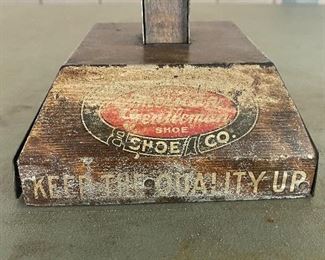 Gentleman
SHOE
SHOE CO.
KEEP THE QUALITY UP